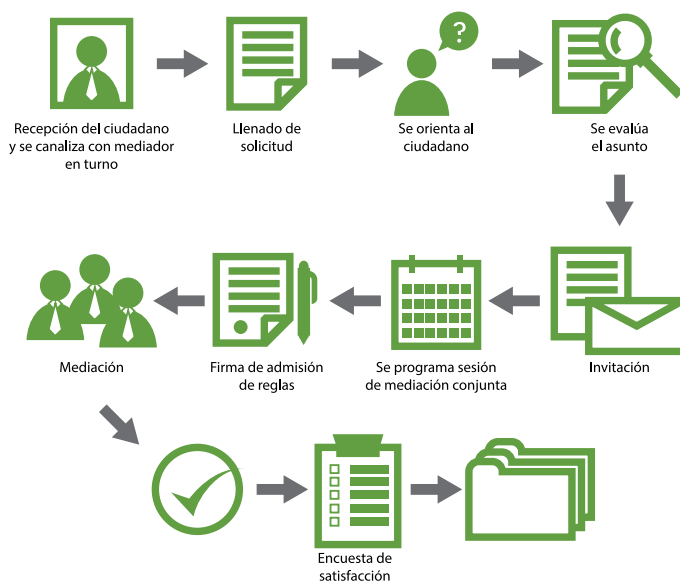 ?
Recepción del ciudadano
y se canaliza con mediador
en turno
Llenado de
solicitud
Se orienta al
ciudadano
Se evalúa
el asunto
Mediación
Firma de admisión
de reglas
Se programa sesión
de mediación conjunta
Invitación
Encuesta de
satisfacción